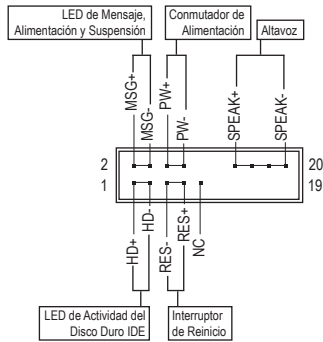 LED de Mensaje,
Alimentación y Suspensión
Conmutador de
Alimentación
Altavoz
MSG+
MSG-
PW+
PW-
SPEAK+
SPEAK-
2
20
1
19
HD+
HD-
RES-
RES+
NC
LED de Actividad del
Disco Duro IDE
Interruptor
de Reinicio